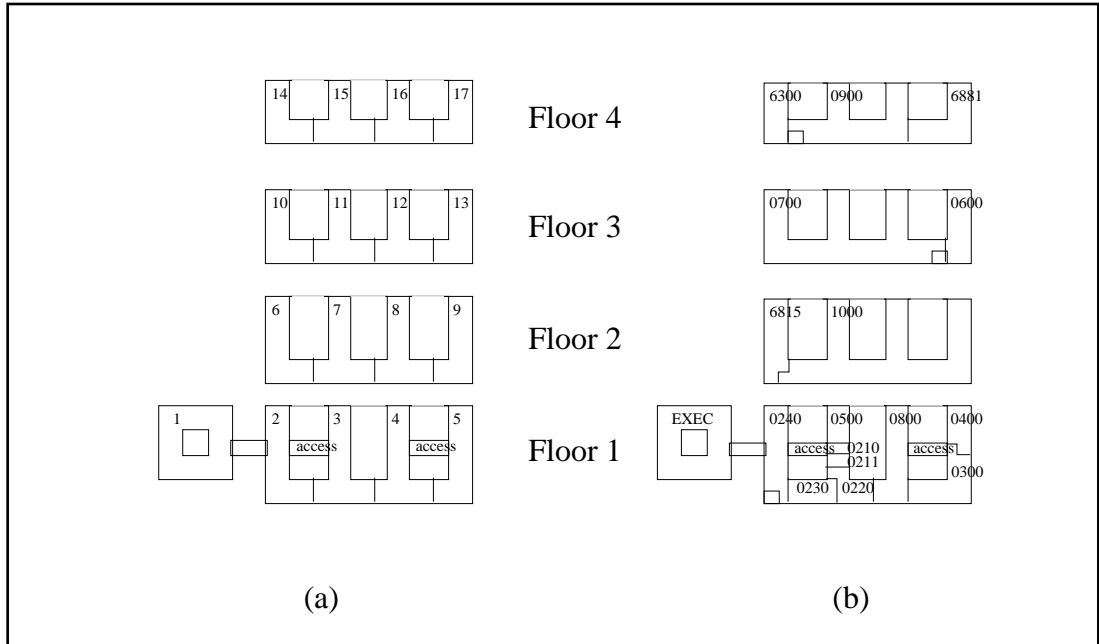 14 15 16 17 Floor 4 6300 0900 6881
10 11 12 13 Floor 3 0700 0600
6 7 8 9 Floor 2 6815 1000
1 2 3 4 5 EXEC 0240 0500 0800 0400
access access Floor 1 access 0210 access
0211
0300
0230 0220
(a) (b)